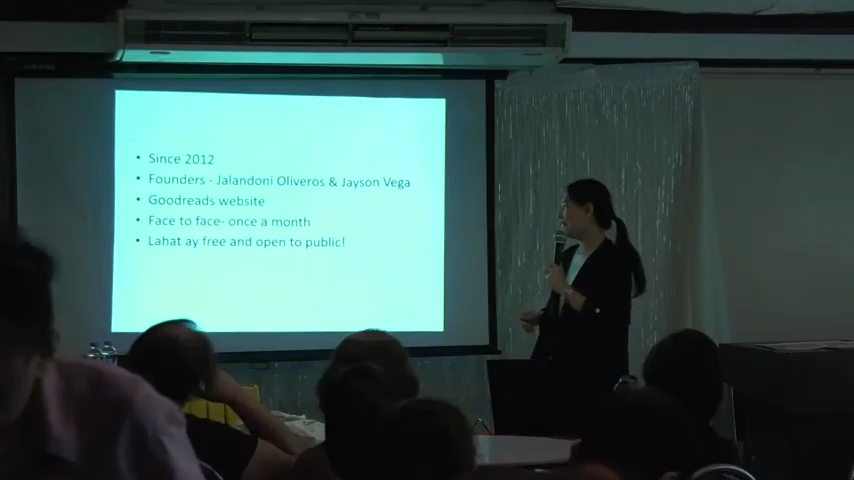 • Since 2012
• Founders - Jalandoni Oliveros & Jayson Vega
• Goodreads website
• Face to face- once a month
• Lahat ay free and open to public!